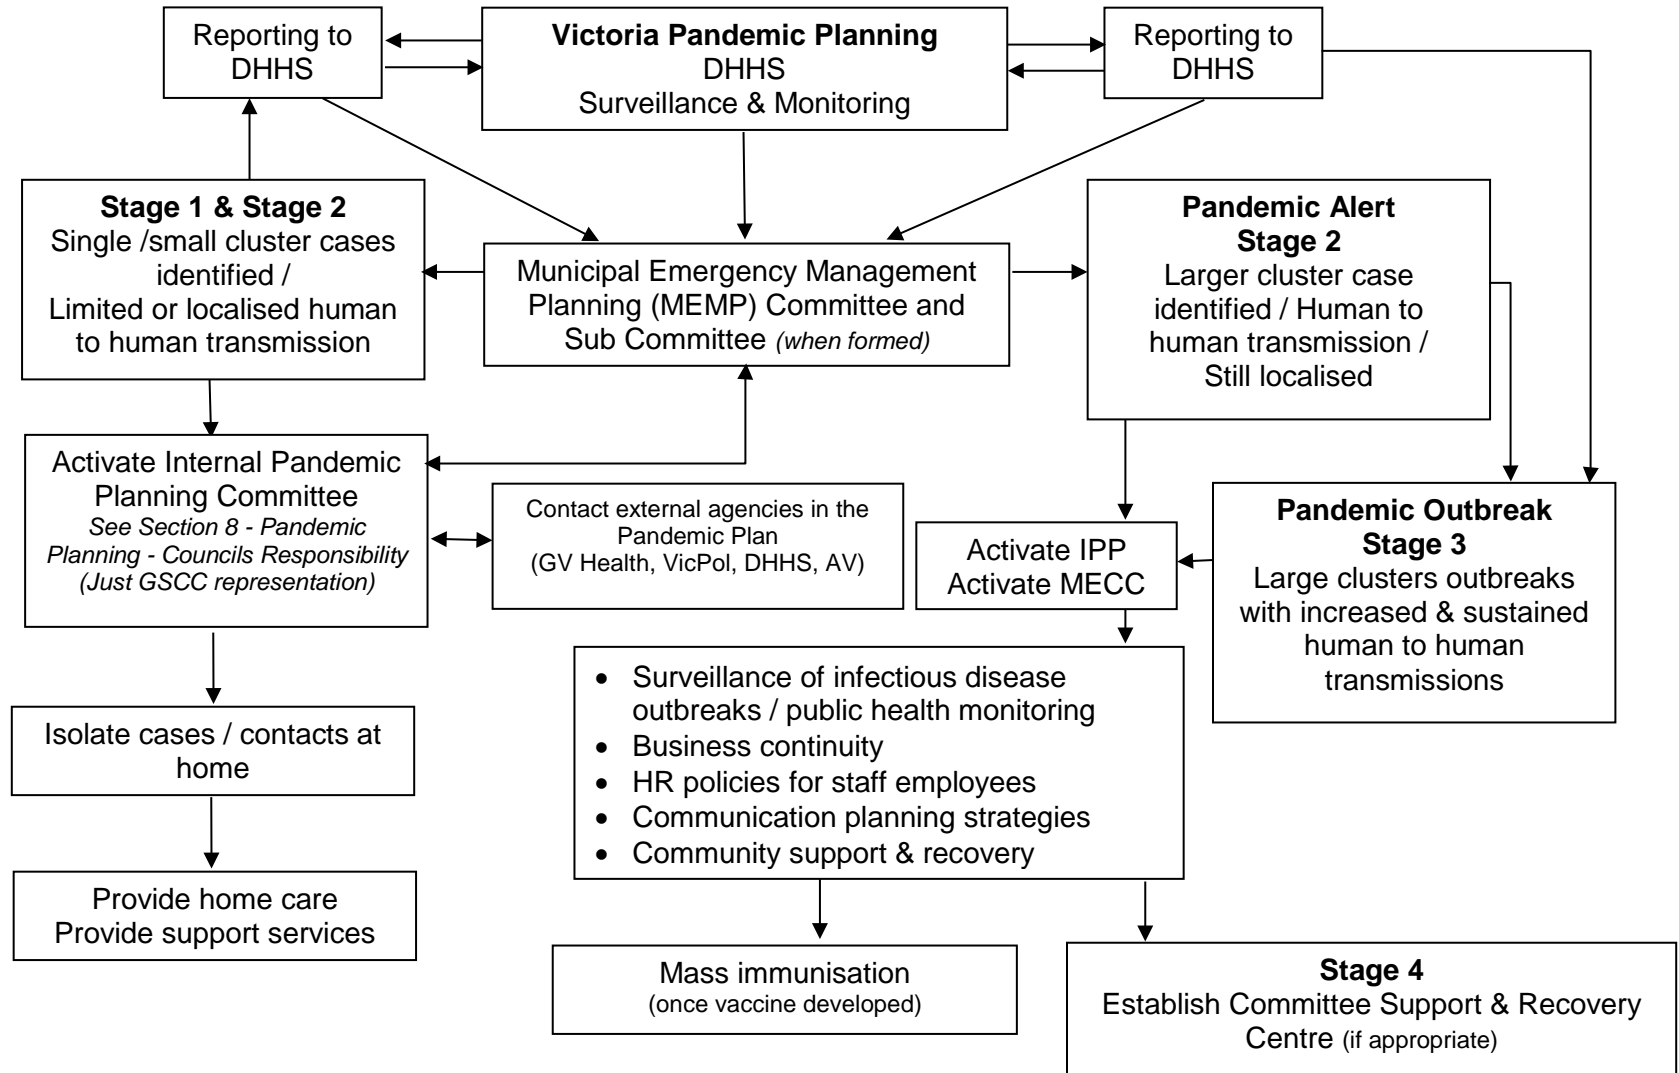 Reporting to
DHHS
Victoria Pandemic Planning
DHHS
Surveillance & Monitoring
Reporting to
DHHS
Stage 1 & Stage 2
Single /small cluster cases
identified /
Limited or localised human
to human transmission
Municipal Emergency Management
Planning (MEMP) Committee and
Sub Committee (when formed)
Pandemic Alert
Stage 2
Larger cluster case
identified / Human to
human transmission /
Still localised
Activate Internal Pandemic
Planning Committee
See Section 8 - Pandemic
Planning - Councils Responsibility
(Just GSCC representation)
Contact external agencies in the
Pandemic Plan
(GV Health, VicPol, DHHS, AV)
Activate IPP
Activate MECC
Pandemic Outbreak
Stage 3
Large clusters outbreaks
with increased & sustained
human to human
transmissions
Isolate cases / contacts at
home
• Surveillance of infectious disease
outbreaks / public health monitoring
• Business continuity
• HR policies for staff employees
• Communication planning strategies
• Community support & recovery
Provide home care
Provide support services
Mass immunisation
(once vaccine developed)
Stage 4
Establish Committee Support & Recovery
Centre (if appropriate)